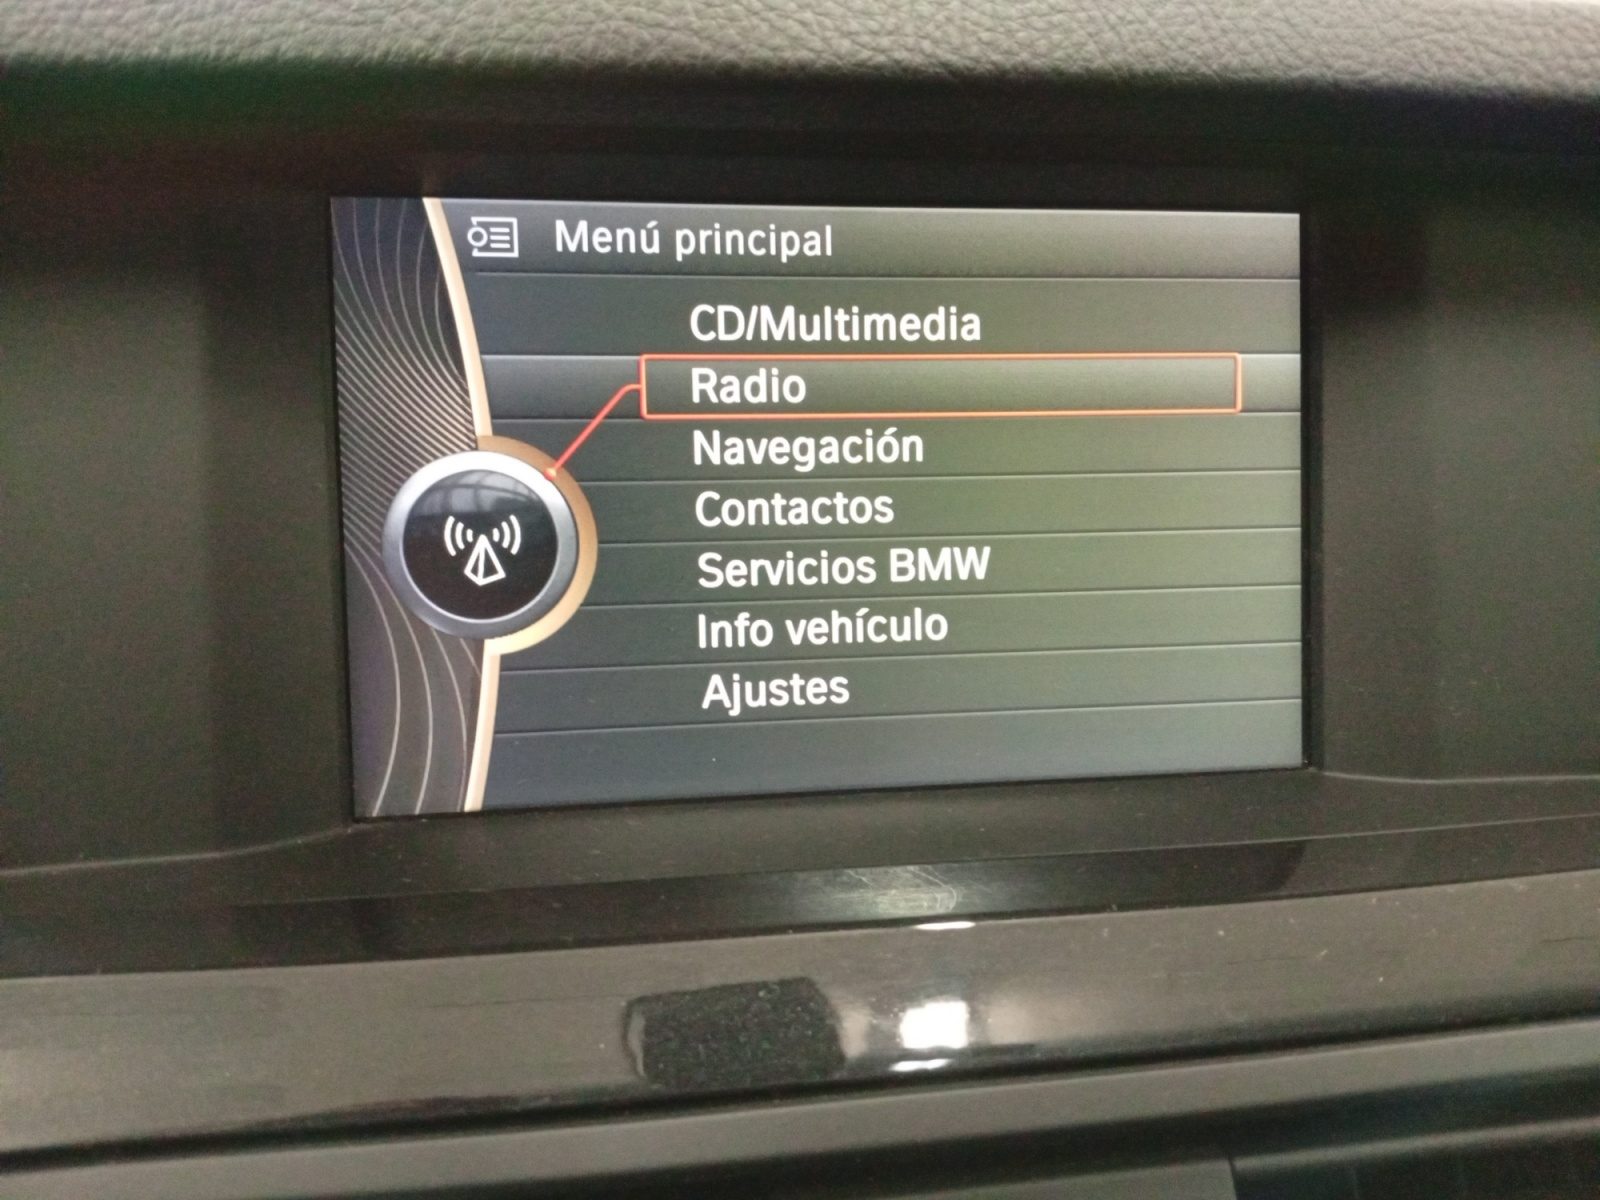 Menú principal
CD/Multimedia
Radio
Navegación
Contactos
Servicios BMW
Info vehículo
Ajustes